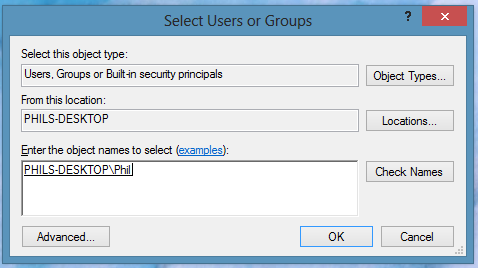 Select Users or Groups
?
Select this object type:
Users, Groups or Built-in security principals
Object Types...
From this location:
PHILS-DESKTOP
Locations...
Enter the object names to select (examples):
PHILS-DESKTOP\Phil
Check Names
Advanced...
OK
Cancel